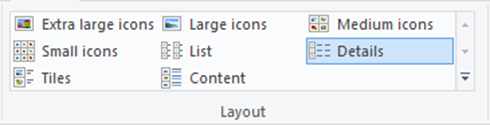 Extra large icons Large icons Medium icons
Small icons List Details
Tiles Content
Layout